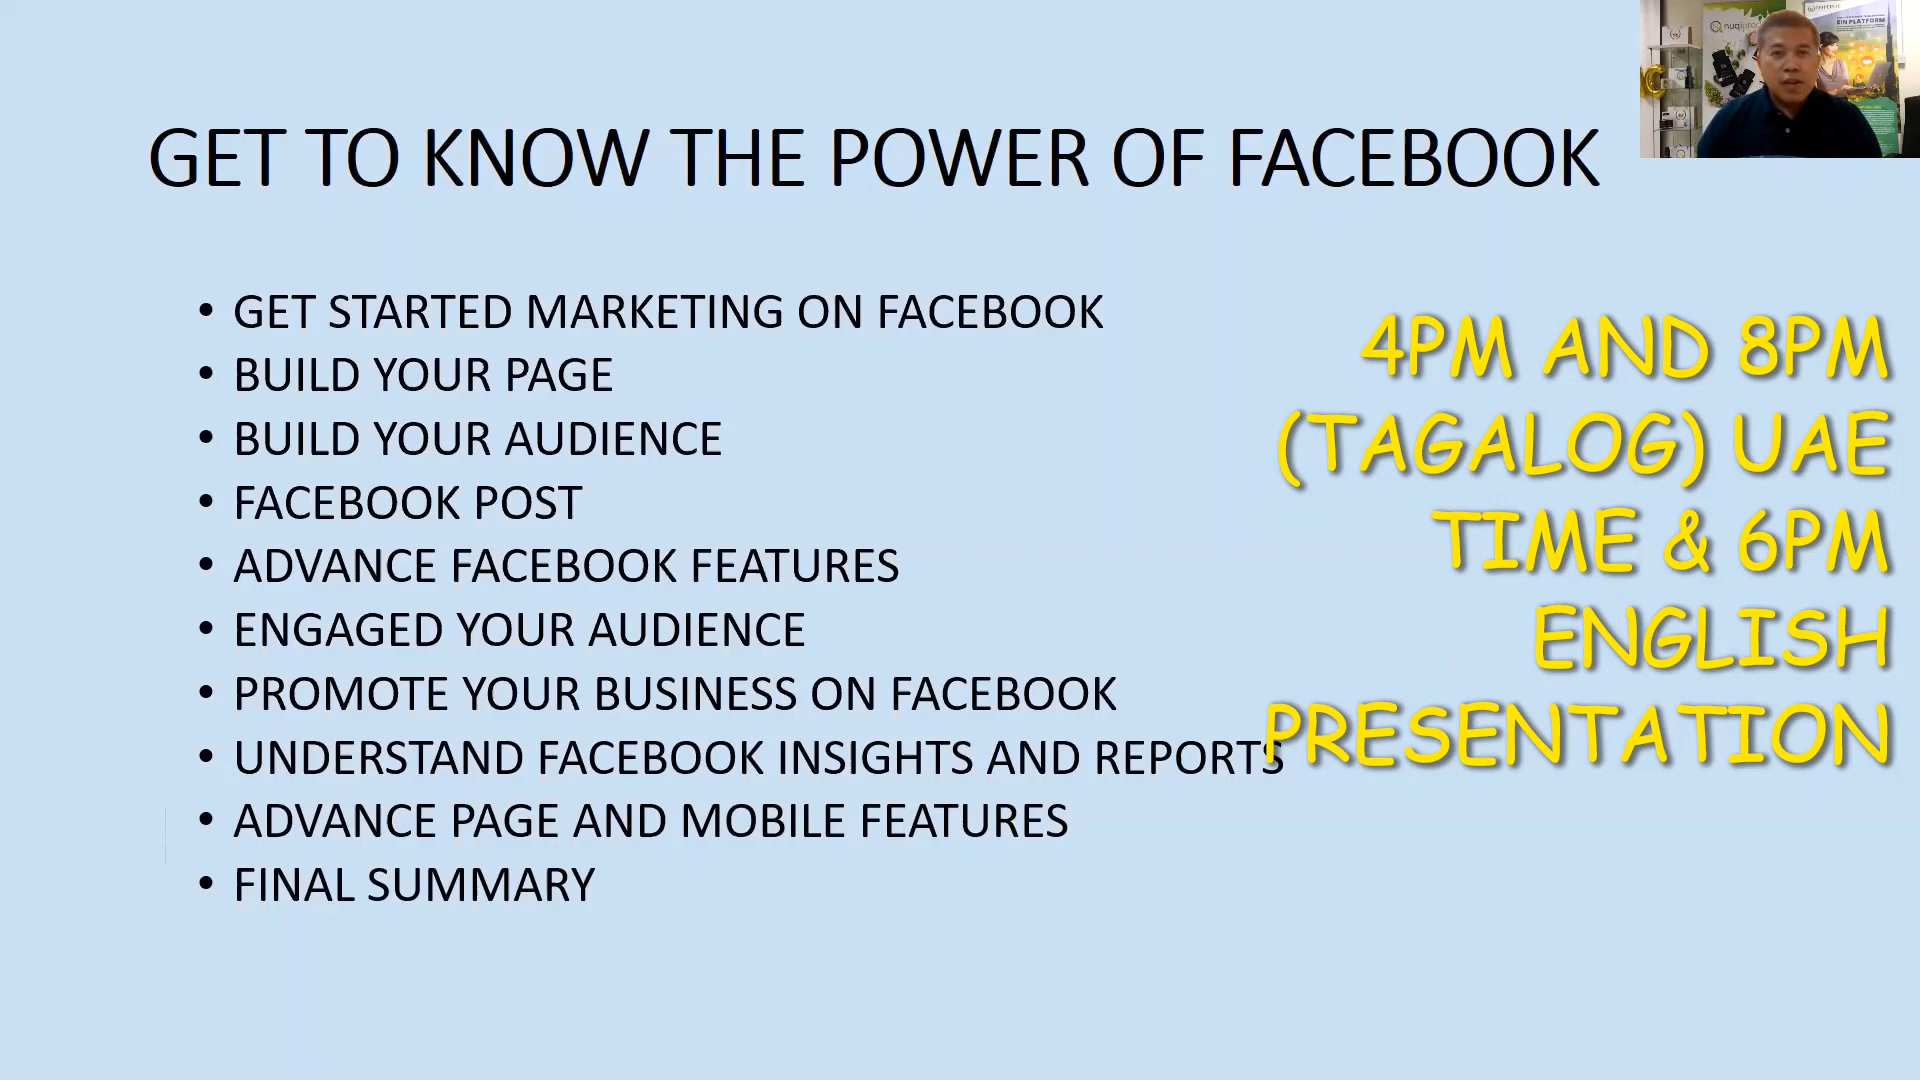 GET TO KNOW THE POWER OF FACEBOOK
• GET STARTED MARKETING ON FACEBOOK
• BUILD YOUR PAGE
• BUILD YOUR AUDIENCE
• FACEBOOK POST
• ADVANCE FACEBOOK FEATURES
• ENGAGED YOUR AUDIENCE
• PROMOTE YOUR BUSINESS ON FACEBOOK
• UNDERSTAND FACEBOOK INSIGHTS AND REPORTS
• ADVANCE PAGE AND MOBILE FEATURES
• FINAL SUMMARY
4PM AND 8PM
(TAGALOG) UAE
TIME & 6PM
ENGLISH
PRESENTATION
EIN PLATFORM